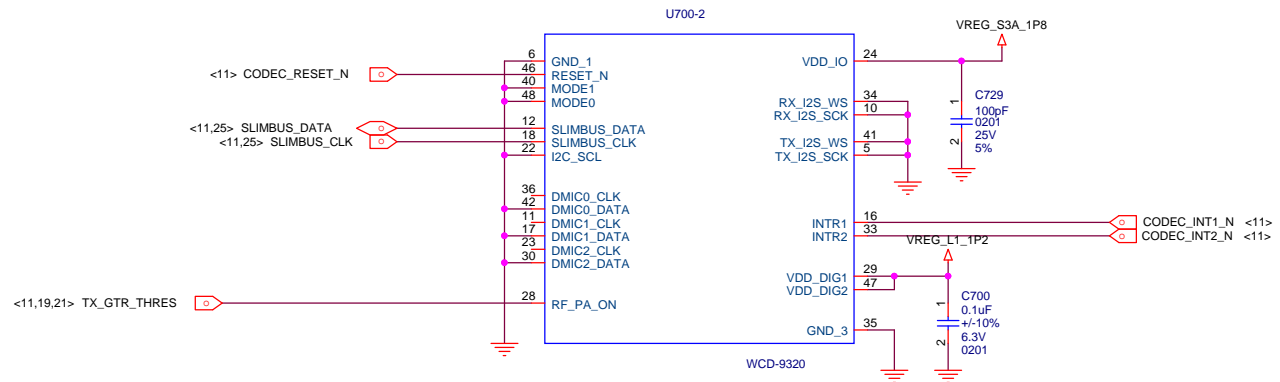 U700-2
VREG_S3A_1P8
6 GND_1 VDD_IO 24
<11> CODEC_RESET_N 46 RESET_N
40 MODE1
48 MODE0
RX_I2S_WS 34
RX_I2S_SCK 10
C729
1 100pF
0201
25V
2 5%
<11,25> SLIMBUS_DATA 12 SLIMBUS_DATA
<11,25> SLIMBUS_CLK 18 SLIMBUS_CLK
22 I2C_SCL
TX_I2S_WS 41
TX_I2S_SCK 5
36 DMIC0_CLK
42 DMIC0_DATA
11 DMIC1_CLK
17 DMIC1_DATA
23 DMIC2_CLK
30 DMIC2_DATA
INTR1 16 CODEC_INT1_N <11>
INTR2 33 CODEC_INT2_N <11>
VREG_L1_1P2
VDD_DIG1 29
VDD_DIG2 47
<11,19,21> TX_GTR_THRES 28 RF_PA_ON
C700
1 0.1uF
+/-10%
2 6.3V
0201
GND_3 35
WCD-9320